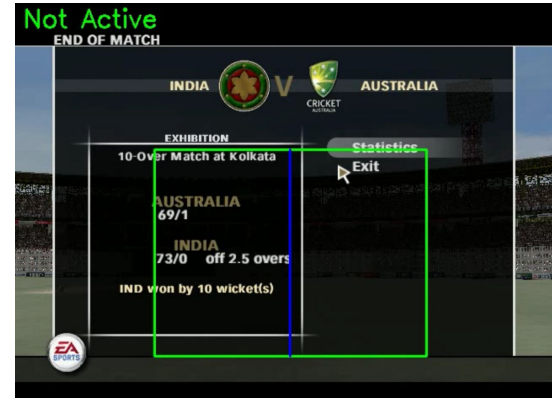 Not Active
END OF MATCH
INDIA V AUSTRALIA
CRICKET
AUSTRALIA
EXHIBITION
10-Over Match at Kolkata
Statistics
Exit
AUSTRALIA
69/1
INDIA
73/0 off 2.5 overs
IND won by 10 wicket(s)
EA
SPORTS